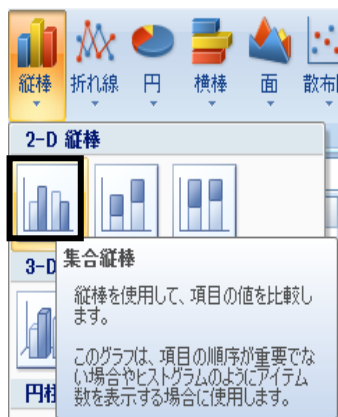 縦棒 折れ線 円 横棒 面 散布
2-D 縦棒
3-D
集合縦棒
縦棒を使用して、項目の値を比較し
ます。
このグラフは、項目の順序が重要でな
い場合やヒストグラムのようにアイテム
数を表示する場合に使用します。
円柱